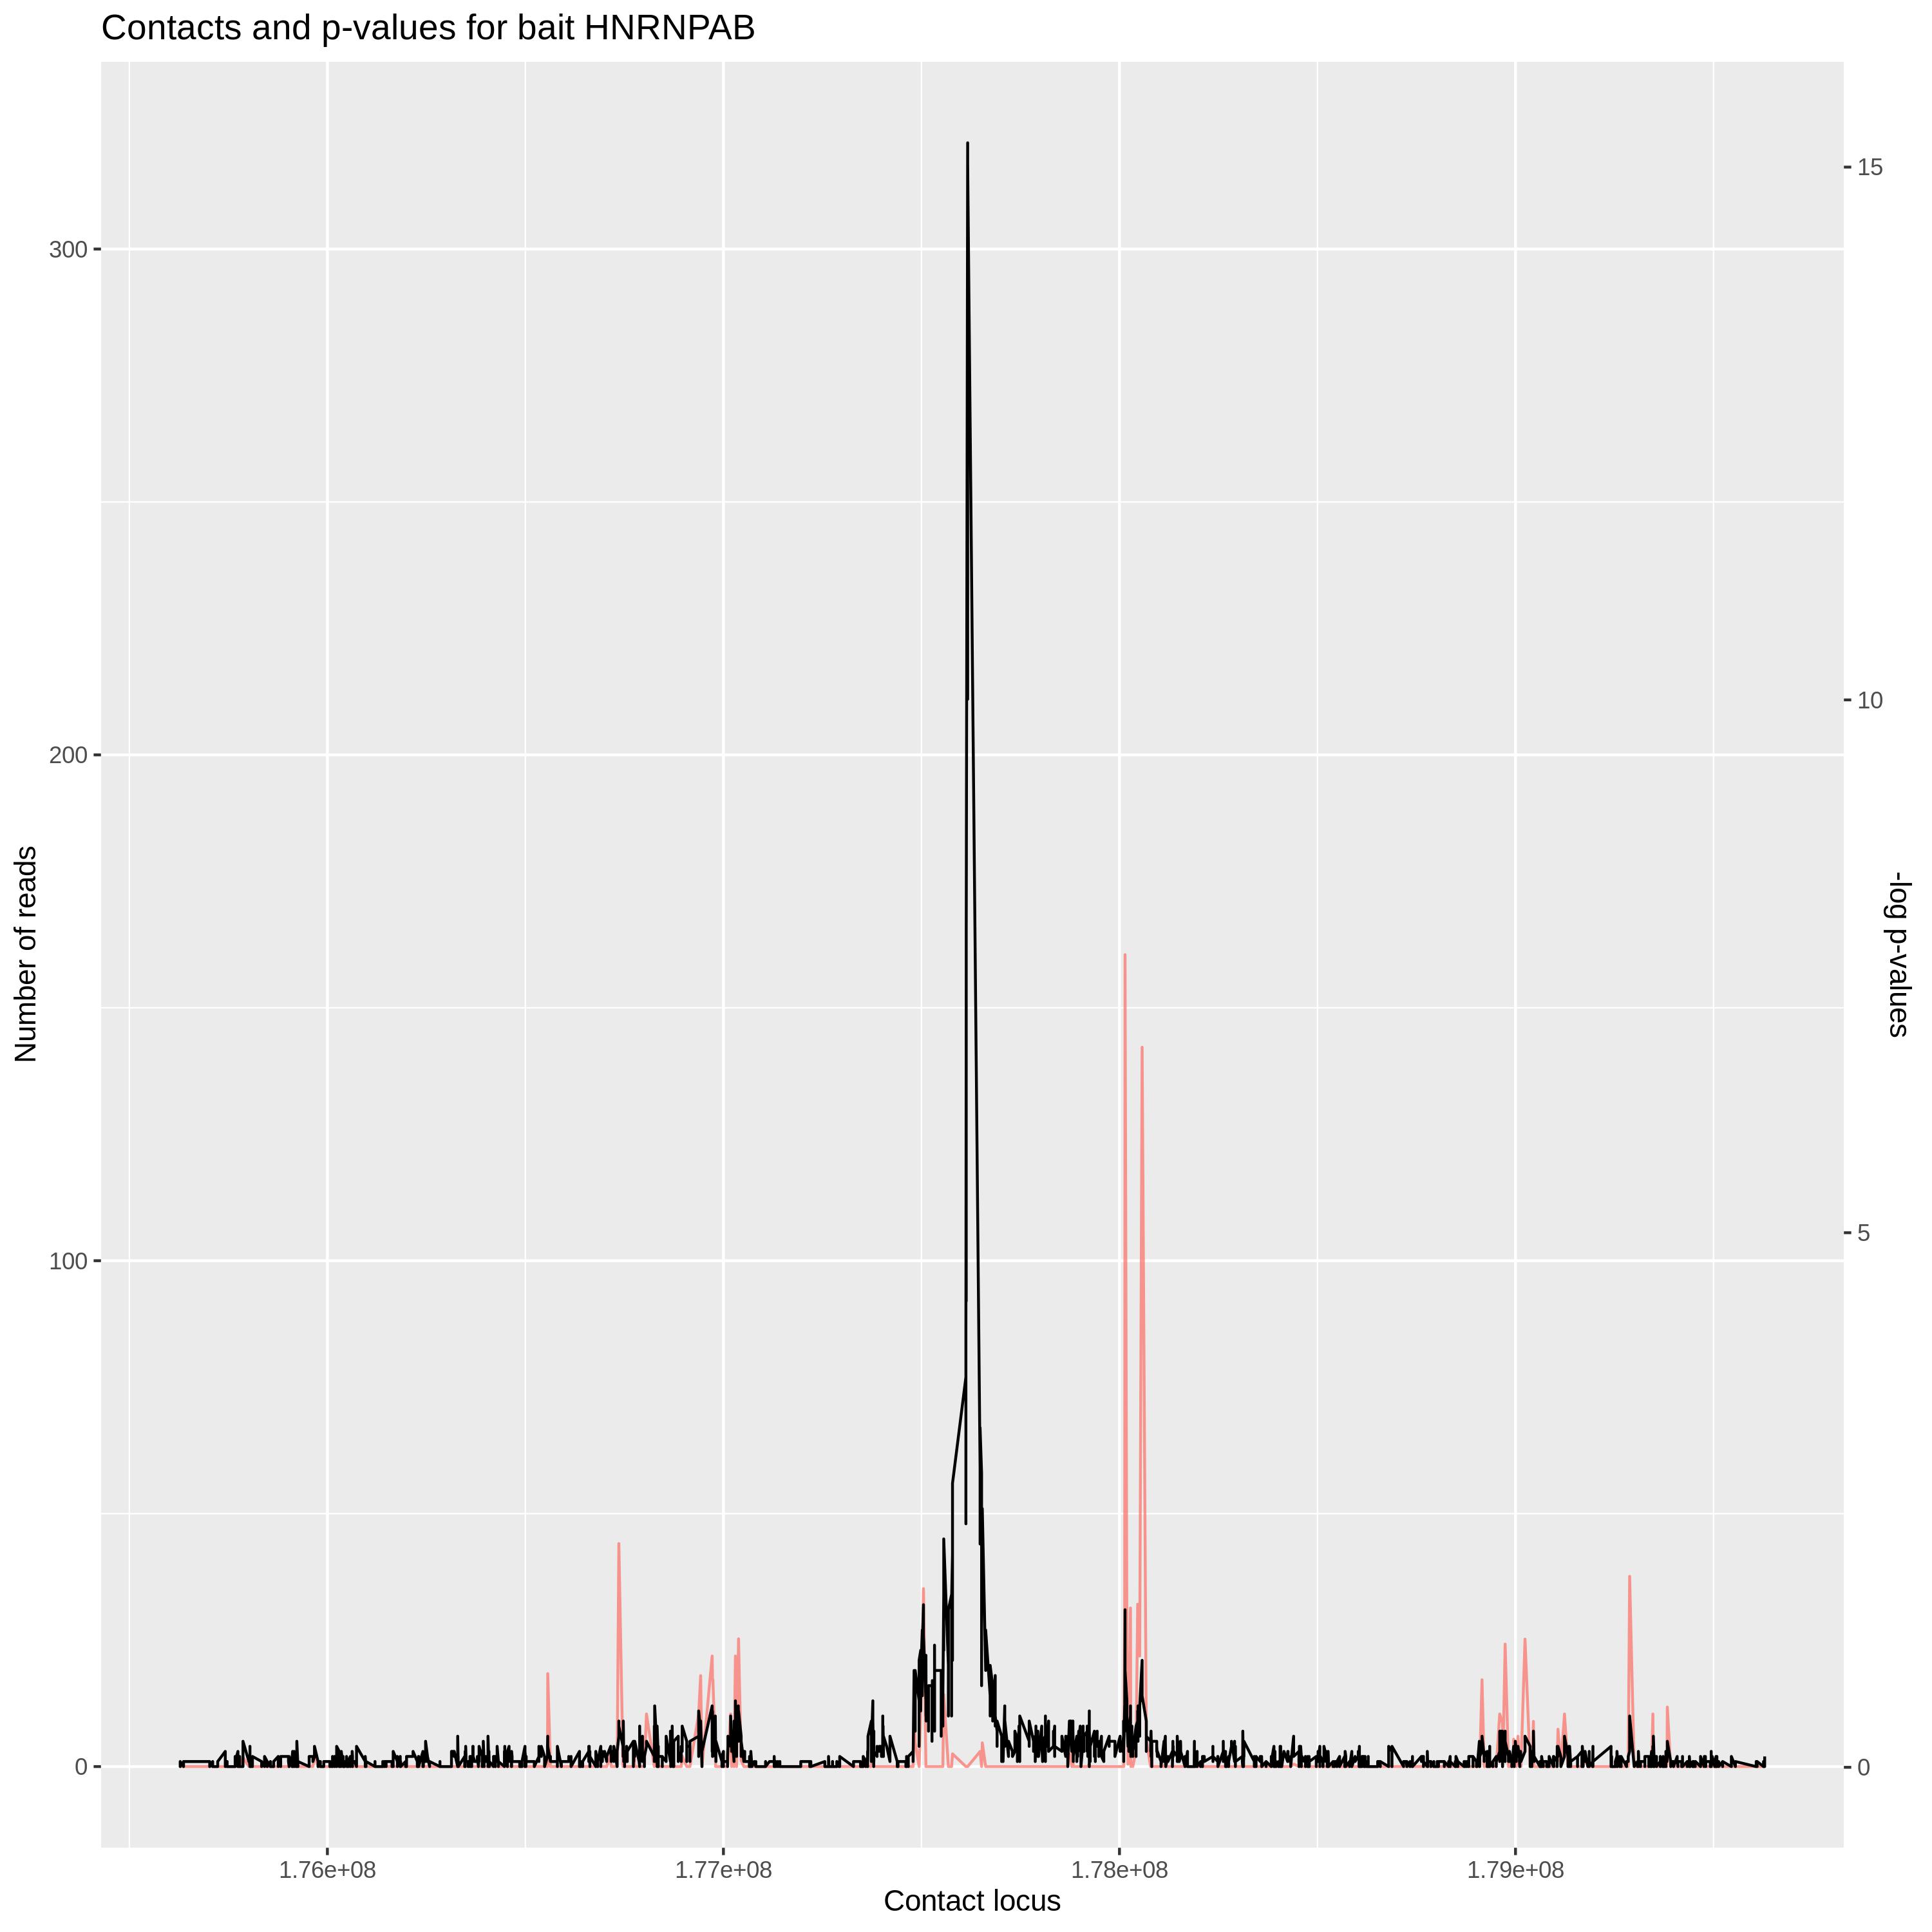 Contacts and p-values for bait HNRNPAB
300
200
100
0
Number of reads
15
10
5
0
-log p-values
1.76e+08
1.77e+08
1.78e+08
1.79e+08
Contact locus